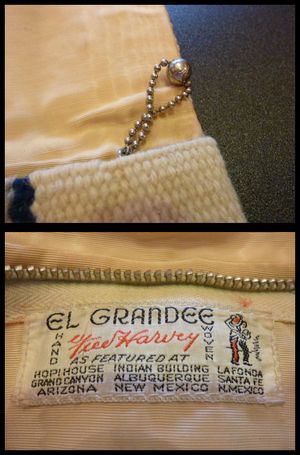 EL GRANDEE
HAND Fred Harvey WOVEN
AS FEATURED AT
HOPI HOUSE INDIAN BUILDING LA FONDA
GRAND CANYON ALBUQUERQUE SANTA FE
ARIZONA NEW MEXICO N. MEXICO